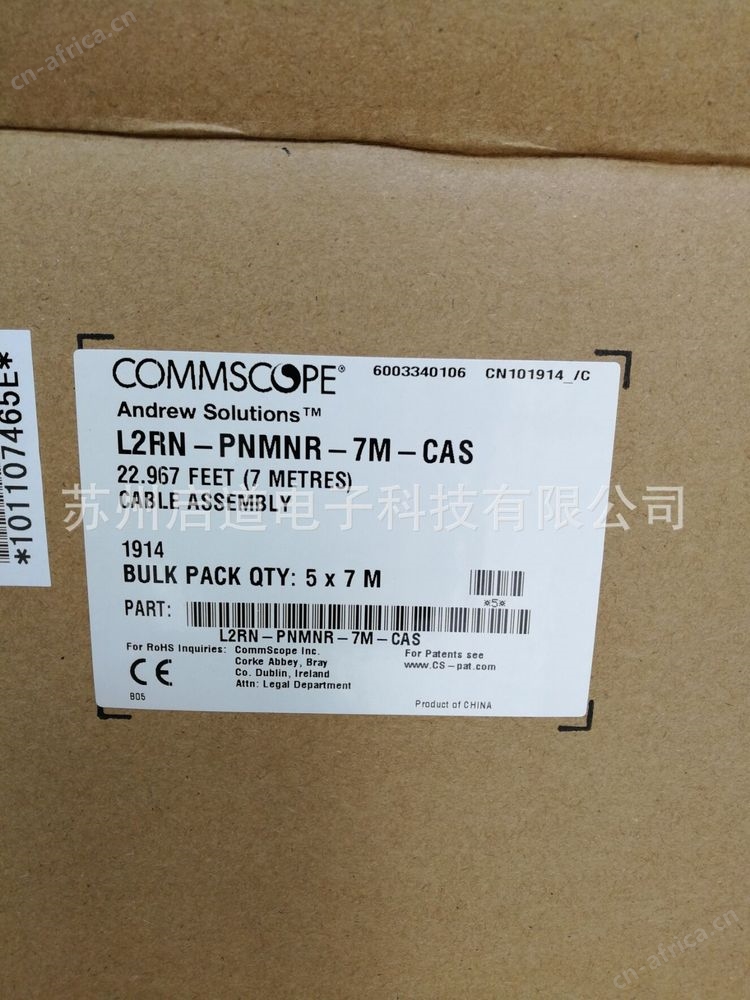 cn-africa.cn
*101107465E*
COMMSCOPE® 6003340106 CN101914_/C
Andrew Solutions™
L2RN-PNMNR-7M-CAS
22.967 FEET (7 METRES)
CABLE ASSEMBLY
苏州启道电子科技有限公司
1914
BULK PACK QTY: 5 x 7 M
*5*
PART:
L2RN-PNMNR-7M-CAS
For RoHS Inquiries: CommScope Inc.
Corke Abbey, Bray
Co. Dublin, Ireland
Attn: Legal Department
For Patents see
www.CS-pat.com
CE
B05
Product of CHINA
cn-africa.cn